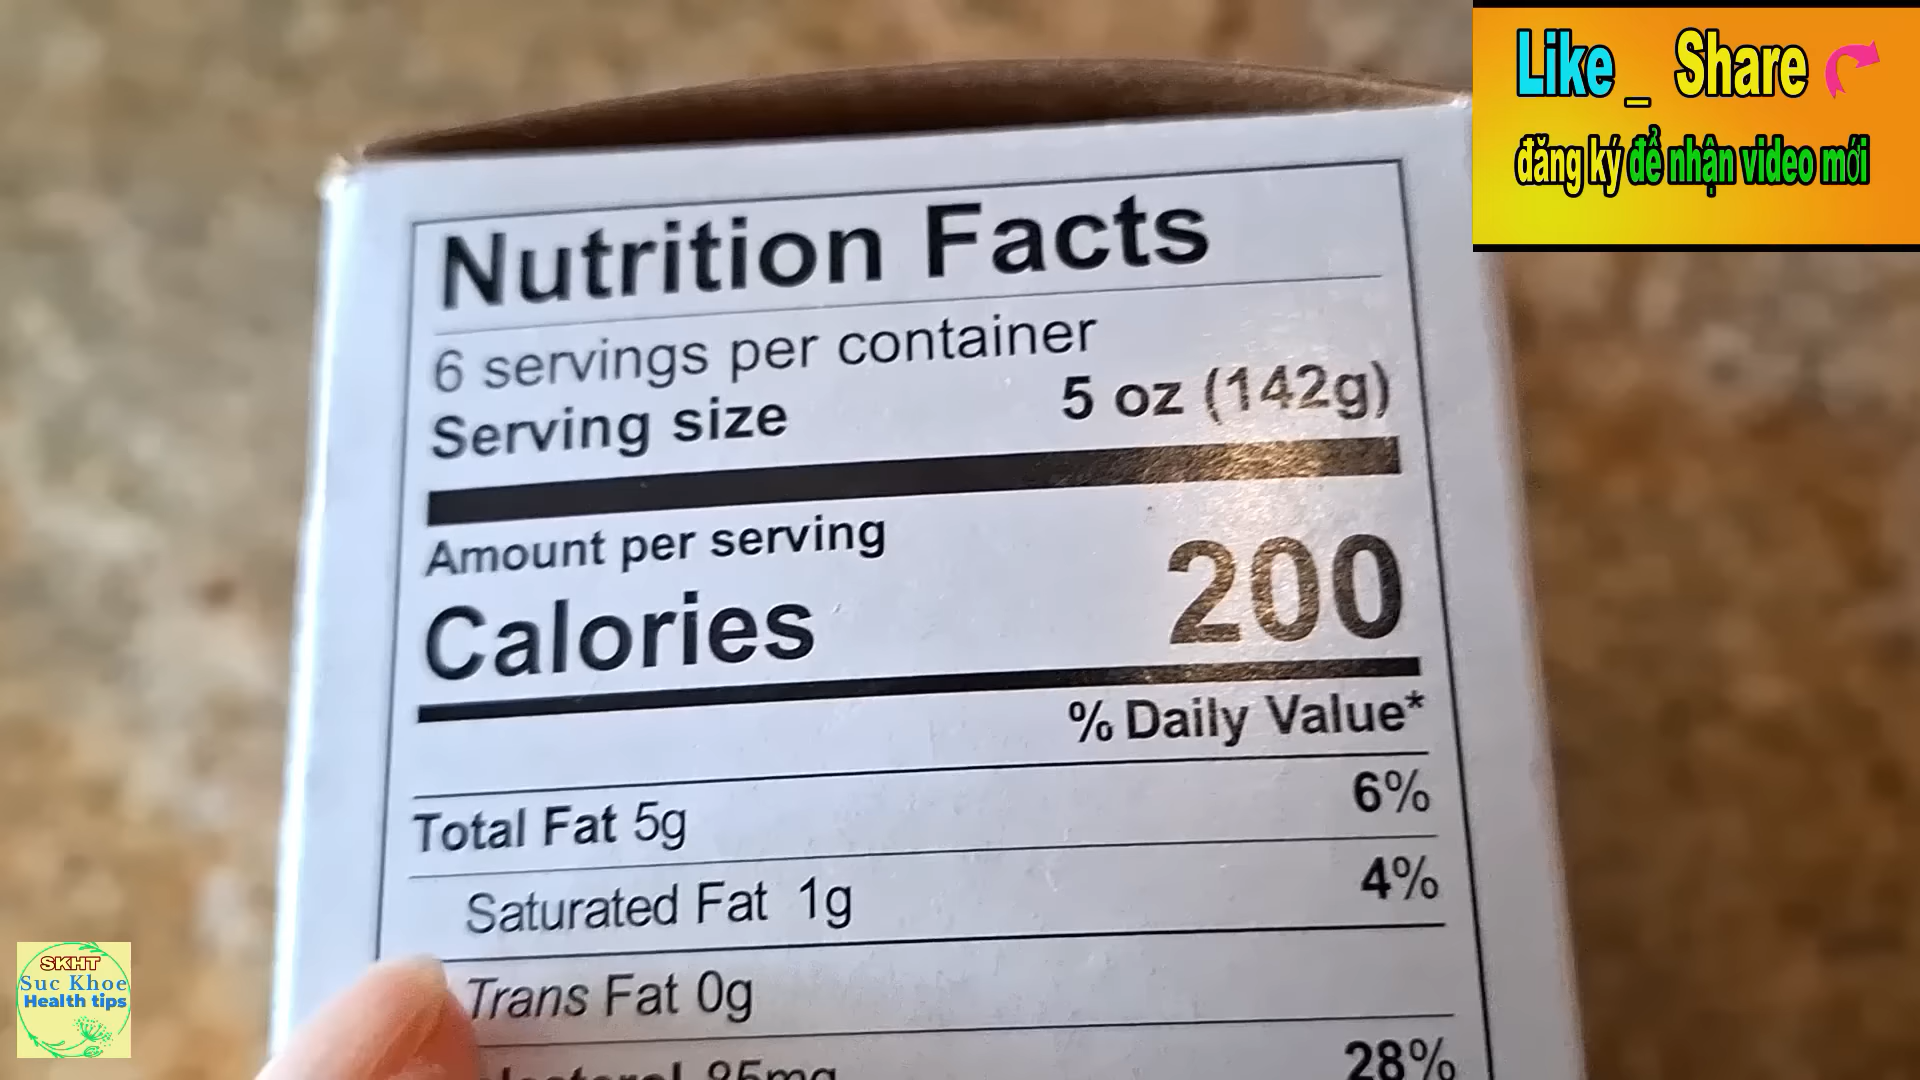 Like _ Share
đăng ký để nhận video mới
Nutrition Facts
6 servings per container
Serving size 5 oz (142g)
Amount per serving
Calories 200
% Daily Value*
Total Fat 5g 6%
Saturated Fat 1g 4%
Trans Fat 0g
28%
SKHT
Suc Khoe
Health tips